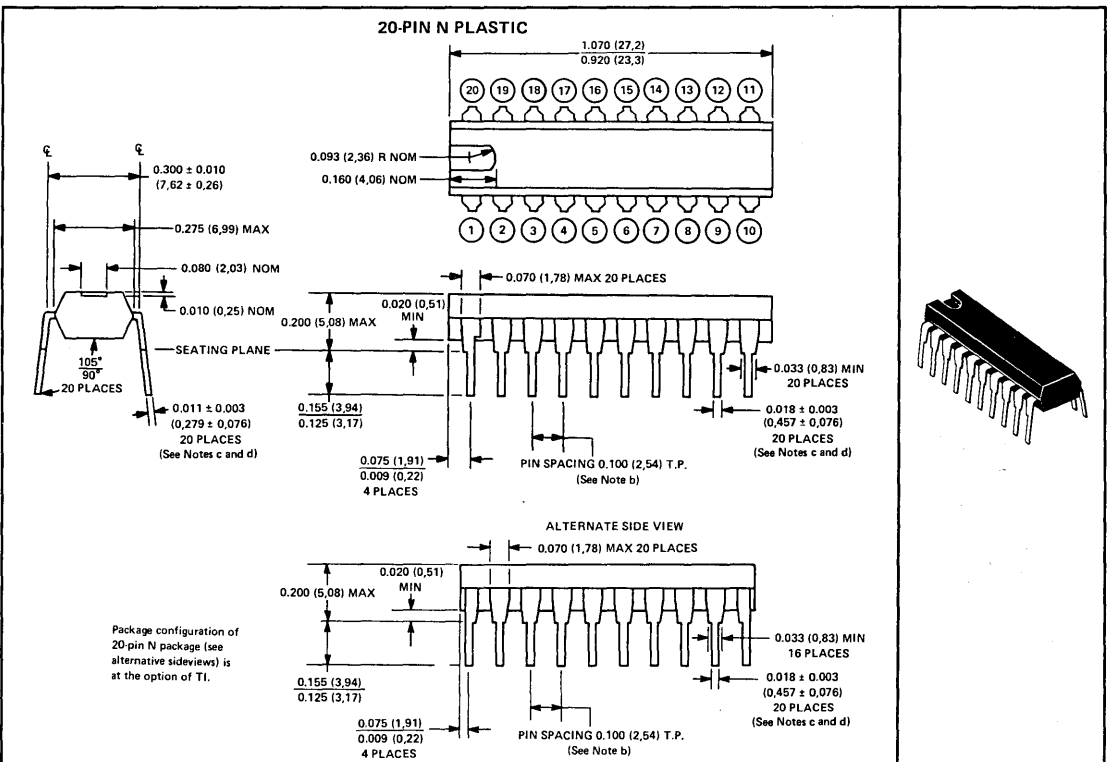 20-PIN N PLASTIC
1.070 (27,2)
0.920 (23,3)
20 19 18 17 16 15 14 13 12 11
0.093 (2,36) R NOM
0.160 (4,06) NOM
1 2 3 4 5 6 7 8 9 10
℄ ℄
0.300 ± 0.010
(7,62 ± 0,26)
0.275 (6,99) MAX
0.080 (2,03) NOM
0.010 (0,25) NOM
SEATING PLANE
105°
90°
20 PLACES
0.011 ± 0.003
(0,279 ± 0,076)
20 PLACES
(See Notes c and d)
0.070 (1,78) MAX 20 PLACES
0.020 (0,51)
MIN
0.200 (5,08) MAX
0.033 (0,83) MIN
20 PLACES
0.155 (3,94)
0.125 (3,17)
0.018 ± 0.003
(0,457 ± 0,076)
20 PLACES
(See Notes c and d)
0.075 (1,91)
0.009 (0,22)
4 PLACES
PIN SPACING 0.100 (2,54) T.P.
(See Note b)
ALTERNATE SIDE VIEW
0.070 (1,78) MAX 20 PLACES
0.020 (0,51)
MIN
0.200 (5,08) MAX
Package configuration of
20-pin N package (see
alternative sideviews) is
at the option of TI.
0.033 (0,83) MIN
16 PLACES
0.155 (3,94)
0.125 (3,17)
0.018 ± 0.003
(0,457 ± 0,076)
20 PLACES
(See Notes c and d)
0.075 (1,91)
0.009 (0,22)
4 PLACES
PIN SPACING 0.100 (2,54) T.P.
(See Note b)